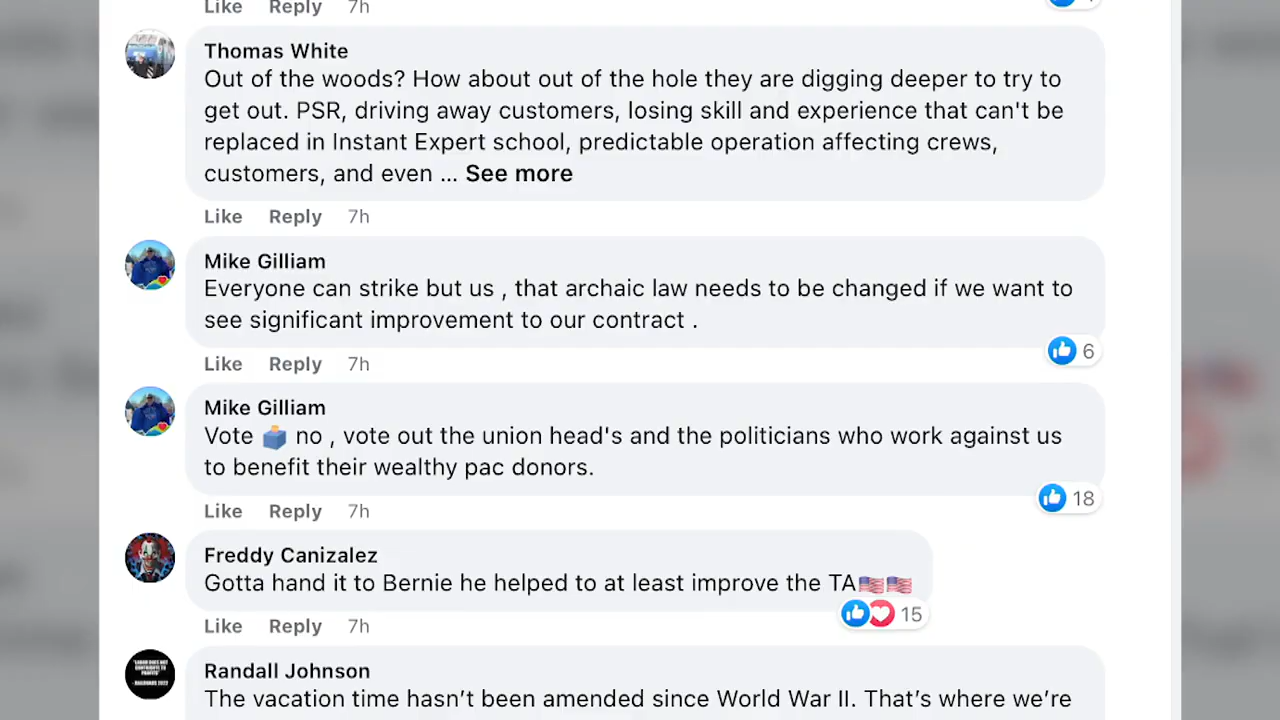 Like Reply 7h
Thomas White
Out of the woods? How about out of the hole they are digging deeper to try to
get out. PSR, driving away customers, losing skill and experience that can't be
replaced in Instant Expert school, predictable operation affecting crews,
customers, and even ... See more
Like Reply 7h
Mike Gilliam
Everyone can strike but us , that archaic law needs to be changed if we want to
see significant improvement to our contract .
6
Like Reply 7h
Mike Gilliam
Vote 🗳️ no , vote out the union head's and the politicians who work against us
to benefit their wealthy pac donors.
18
Like Reply 7h
Freddy Canizalez
Gotta hand it to Bernie he helped to at least improve the TA🇺🇸🇺🇸
15
Like Reply 7h
Randall Johnson
The vacation time hasn’t been amended since World War II. That’s where we’re